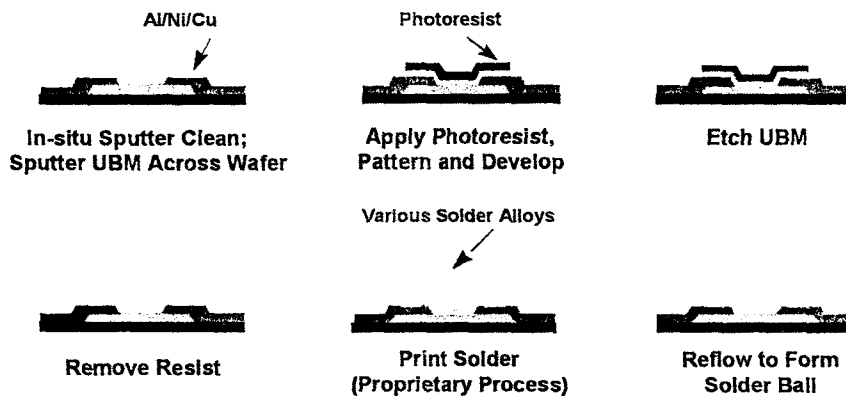 Al/Ni/Cu
Photoresist
In-situ Sputter Clean;
Sputter UBM Across Wafer
Apply Photoresist,
Pattern and Develop
Etch UBM
Various Solder Alloys
Remove Resist
Print Solder
(Proprietary Process)
Reflow to Form
Solder Ball